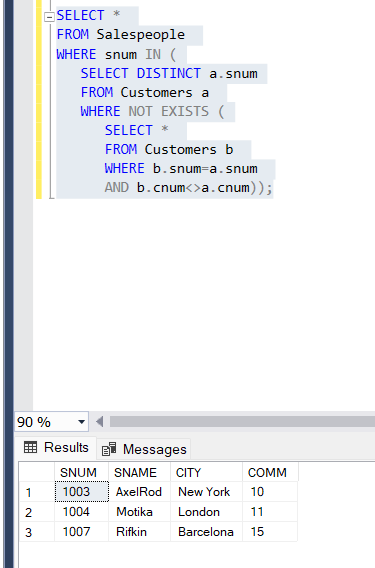 SELECT *
FROM Salespeople
WHERE snum IN (
SELECT DISTINCT a.snum
FROM Customers a
WHERE NOT EXISTS (
SELECT *
FROM Customers b
WHERE b.snum=a.snum
AND b.cnum<>a.cnum));
90 %
Results Messages
SNUM SNAME CITY COMM
1 1003 AxelRod New York 10
2 1004 Motika London 11
3 1007 Rifkin Barcelona 15